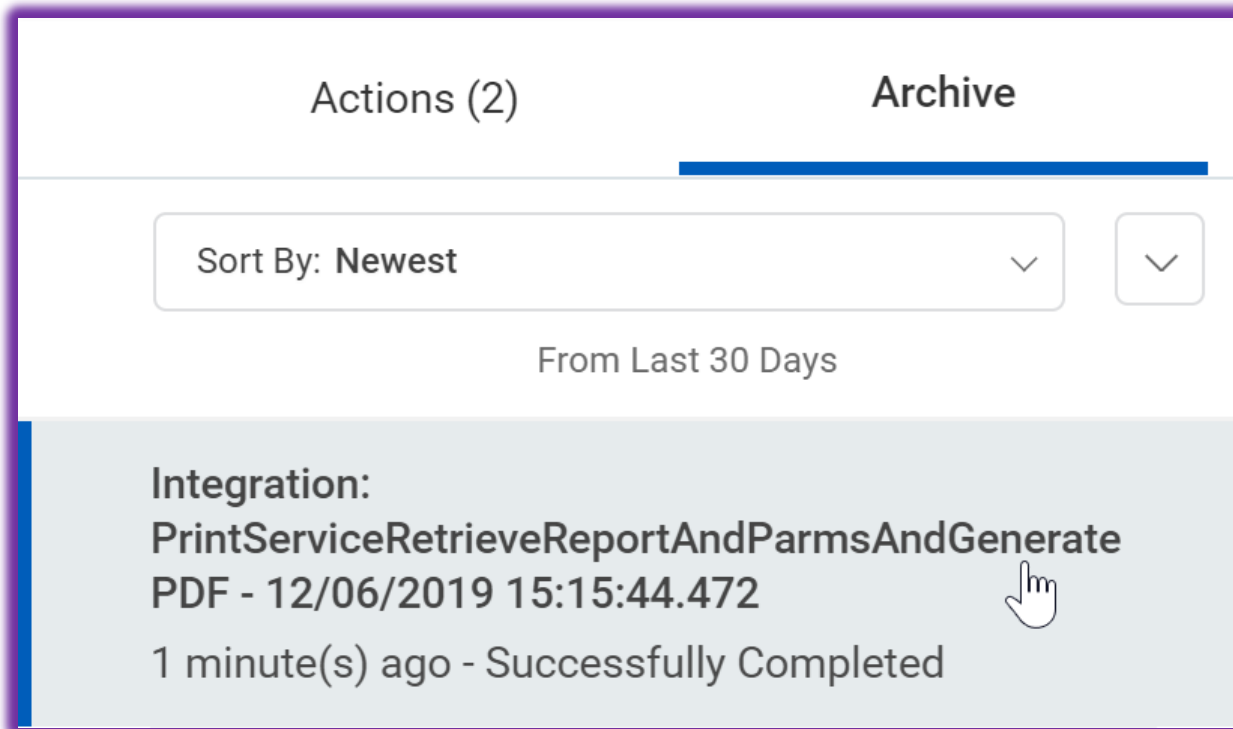 Actions (2)
Archive
Sort By: Newest
From Last 30 Days
Integration:
PrintServiceRetrieveReportAndParmsAndGenerate
PDF - 12/06/2019 15:15:44.472
1 minute(s) ago - Successfully Completed